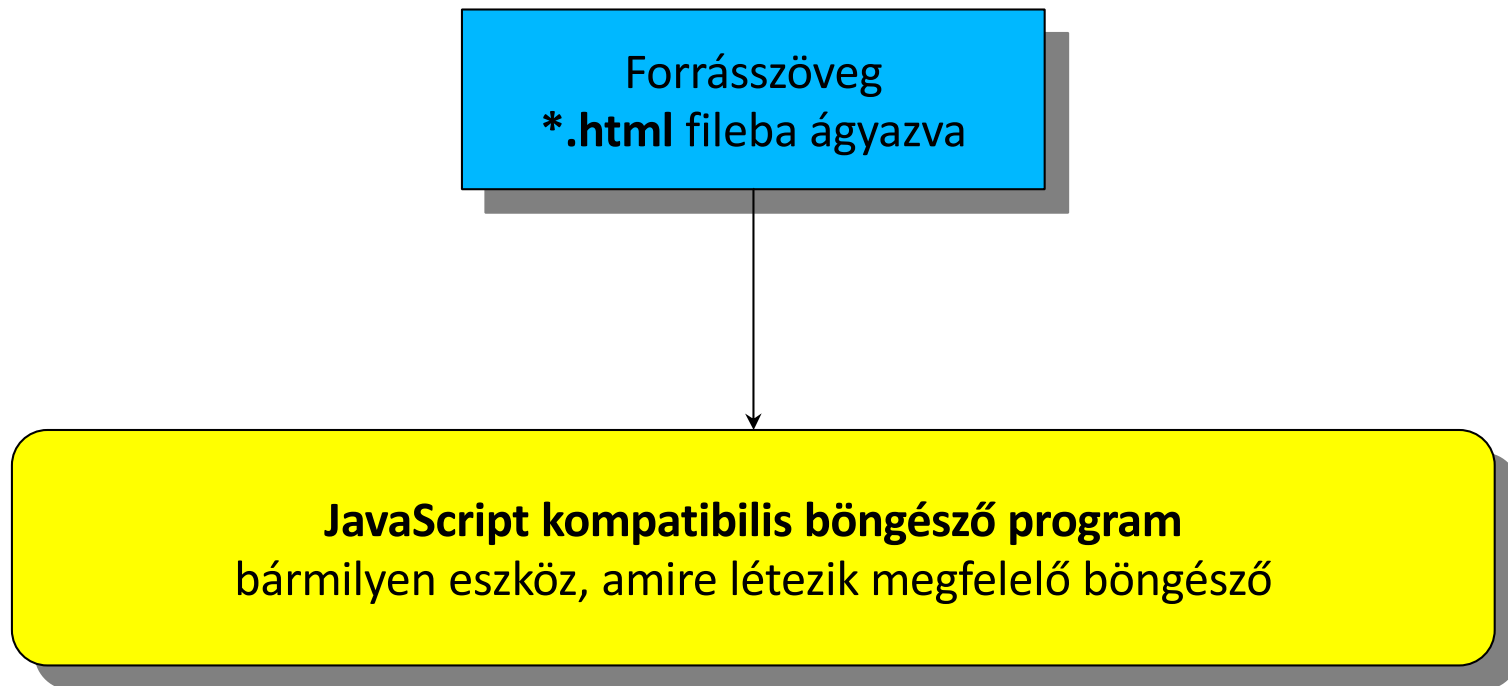 Forrásszöveg
*.html fileba ágyazva
JavaScript kompatibilis böngésző program
bármilyen eszköz, amire létezik megfelelő böngésző